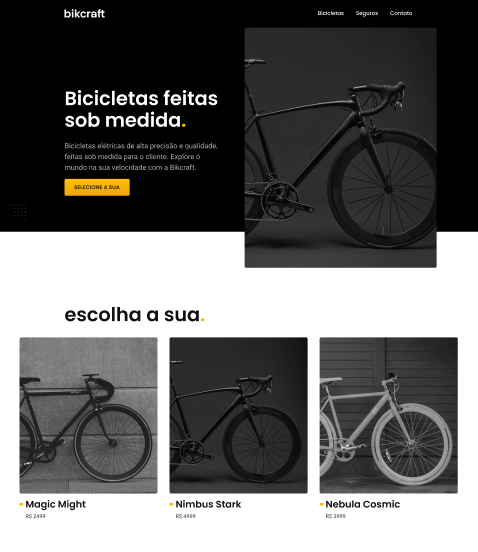 bikcraft
Bicicletas Seguros Contato
Bicicletas feitas
sob medida.
Bicicletas elétricas de alta precisão e qualidade,
feitas sob medida para o cliente. Explore o
mundo na sua velocidade com a Bikcraft.
SELECIONE A SUA
escolha a sua.
Magic Might
R$ 2499
Nimbus Stark
R$ 4999
Nebula Cosmic
R$ 3999